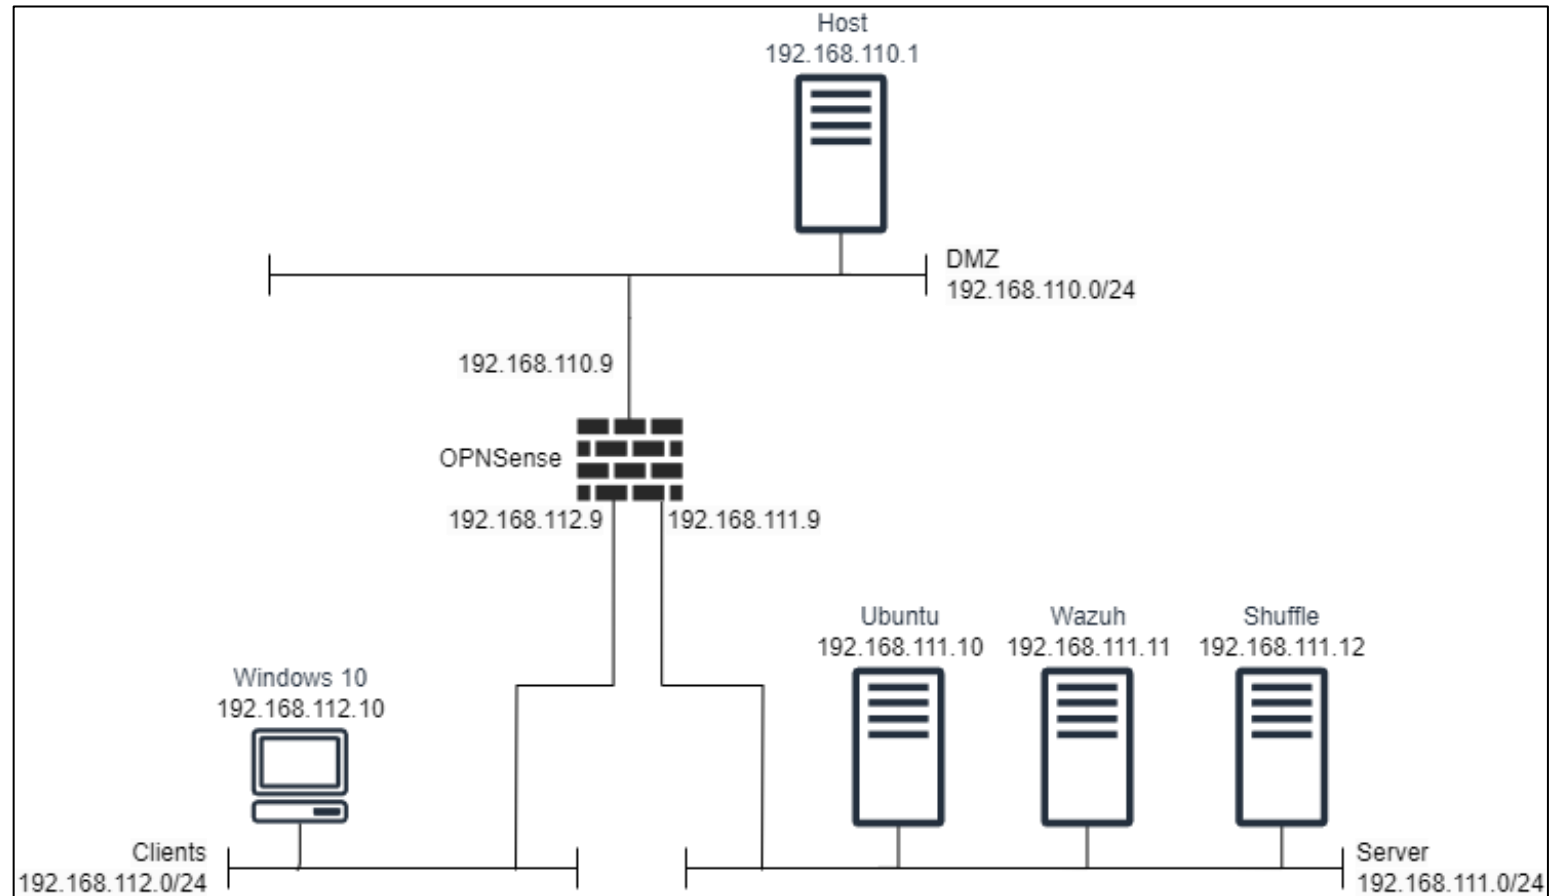 Host
192.168.110.1
DMZ
192.168.110.0/24
192.168.110.9
OPNSense
192.168.112.9
192.168.111.9
Ubuntu
192.168.111.10
Wazuh
192.168.111.11
Shuffle
192.168.111.12
Windows 10
192.168.112.10
Clients
192.168.112.0/24
Server
192.168.111.0/24